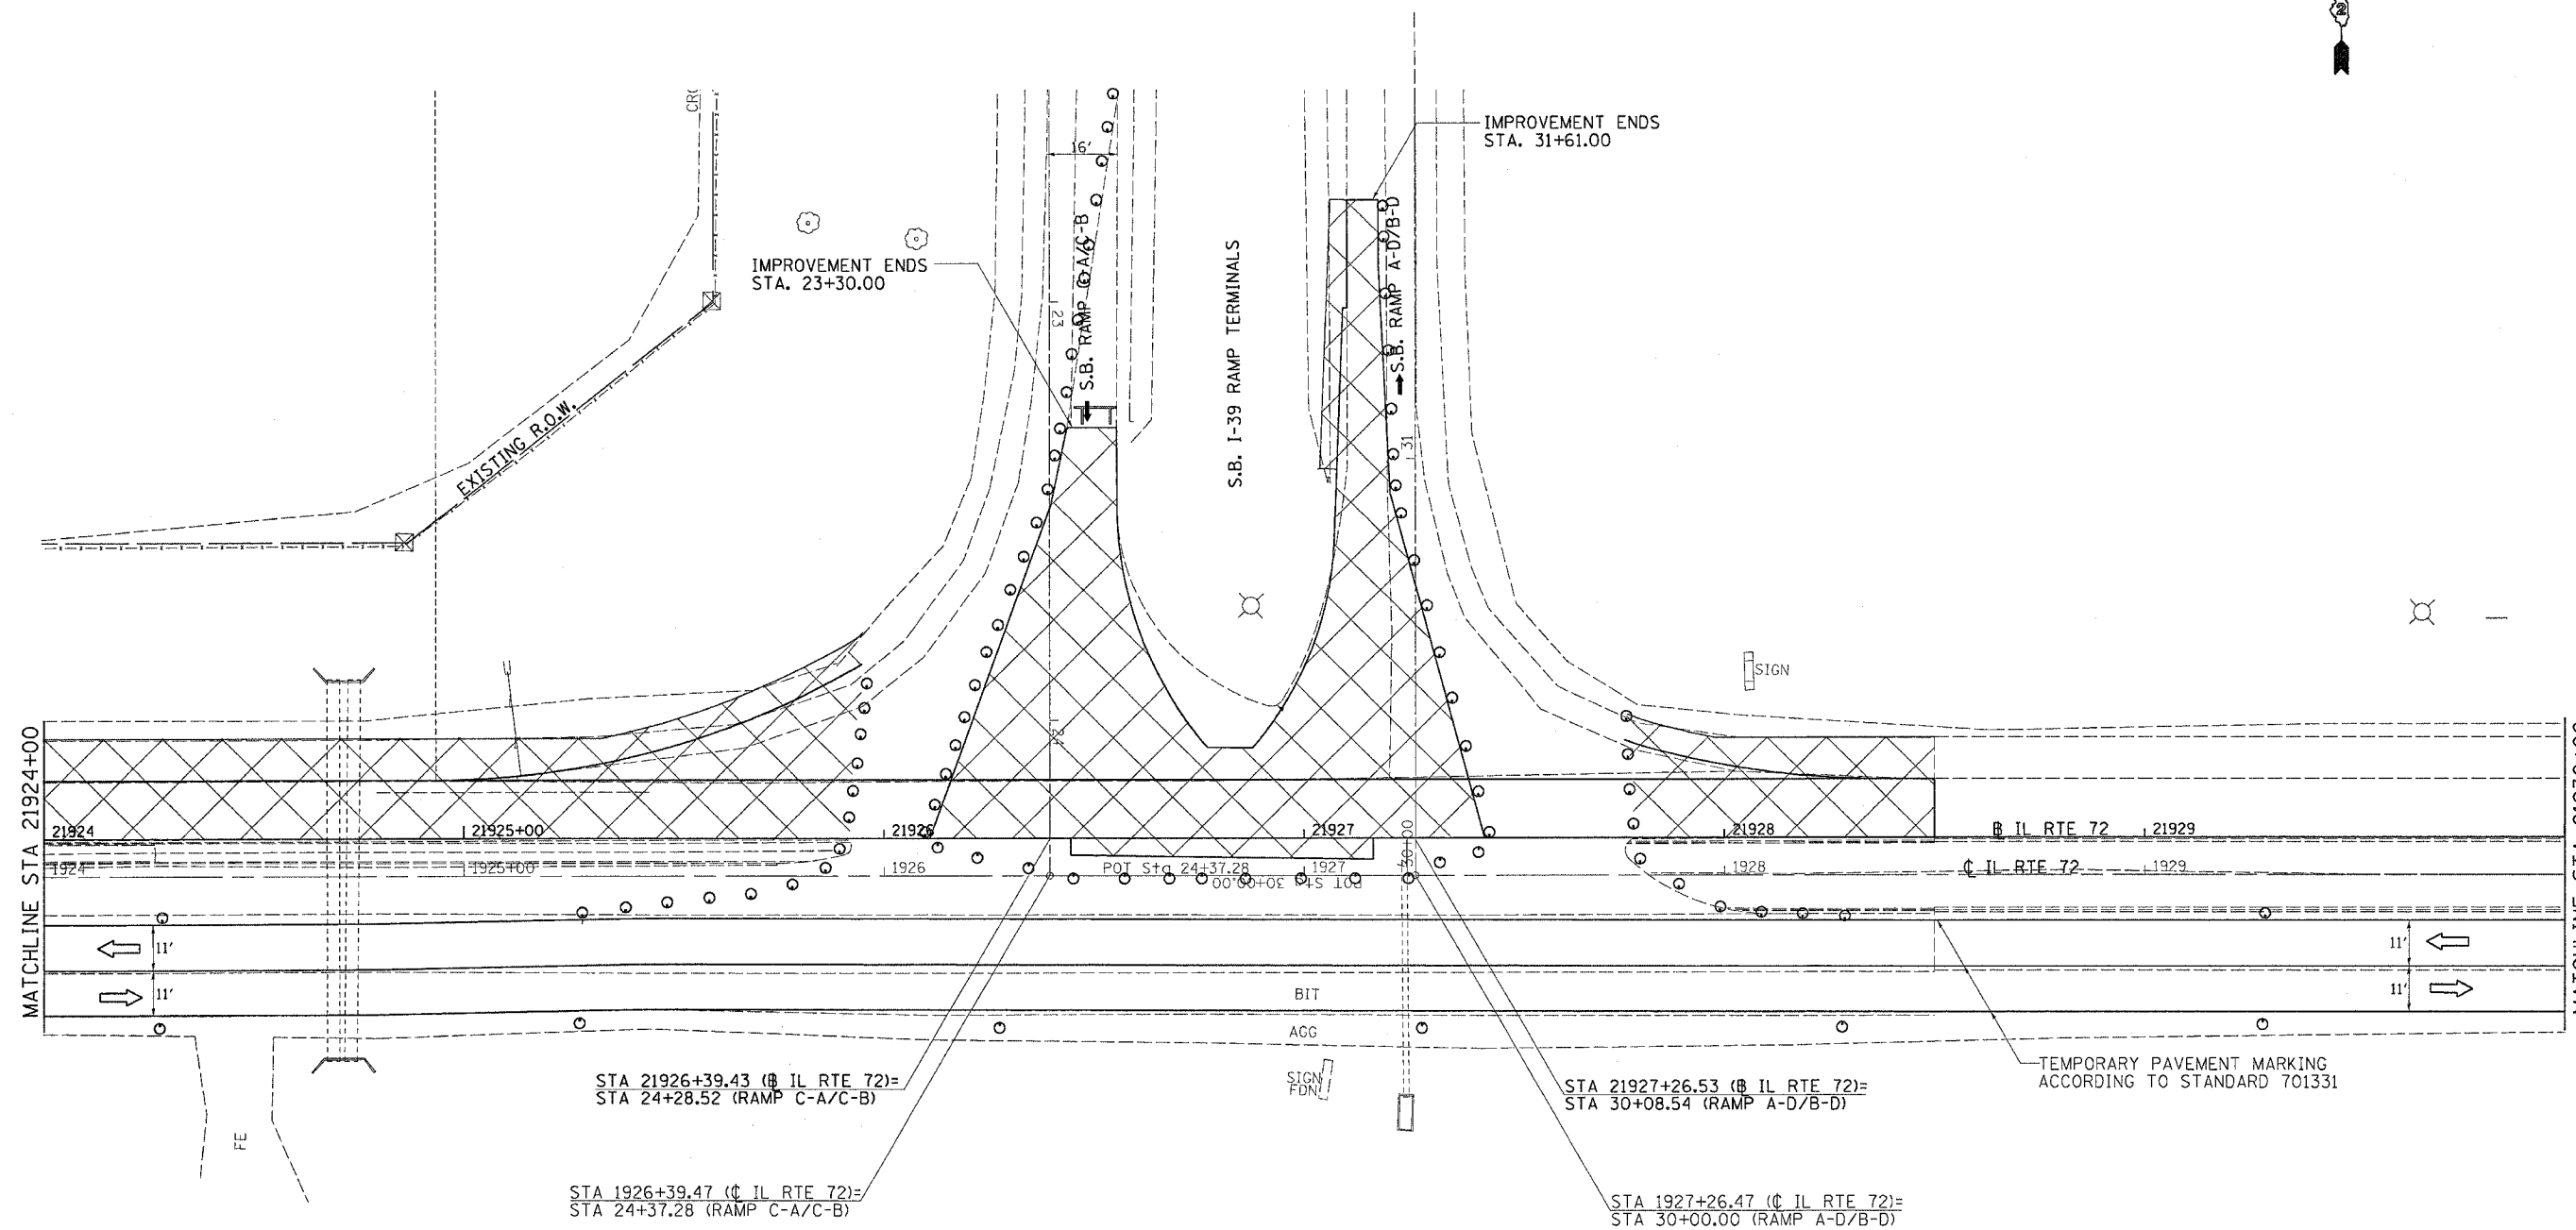 2
CR
IMPROVEMENT ENDS
STA. 31+61.00
16'
IMPROVEMENT ENDS
STA. 23+30.00
S.B. RAMP C-A/C-B
23
S.B. I-39 RAMP TERMINALS
S.B. RAMP A-D/B-D
31
EXISTING R.O.W.
SIGN
24
MATCHLINE STA 21924+00
21924
21925+00
21926
21927
30+00
21928
℄ IL RTE 72
21929
1924
1925+00
1926
POT Sta 24+37.28
1927
POT Sta 30+00.00
1928
℄ IL RTE 72
1929
11'
11'
11'
11'
BIT
AGG
SIGN
FDN
FE
STA 21926+39.43 (ⴲ IL RTE 72)=
STA 24+28.52 (RAMP C-A/C-B)
STA 21927+26.53 (ⴲ IL RTE 72)=
STA 30+08.54 (RAMP A-D/B-D)
TEMPORARY PAVEMENT MARKING
ACCORDING TO STANDARD 701331
STA 1926+39.47 (℄ IL RTE 72)=
STA 24+37.28 (RAMP C-A/C-B)
STA 1927+26.47 (℄ IL RTE 72)=
STA 30+00.00 (RAMP A-D/B-D)